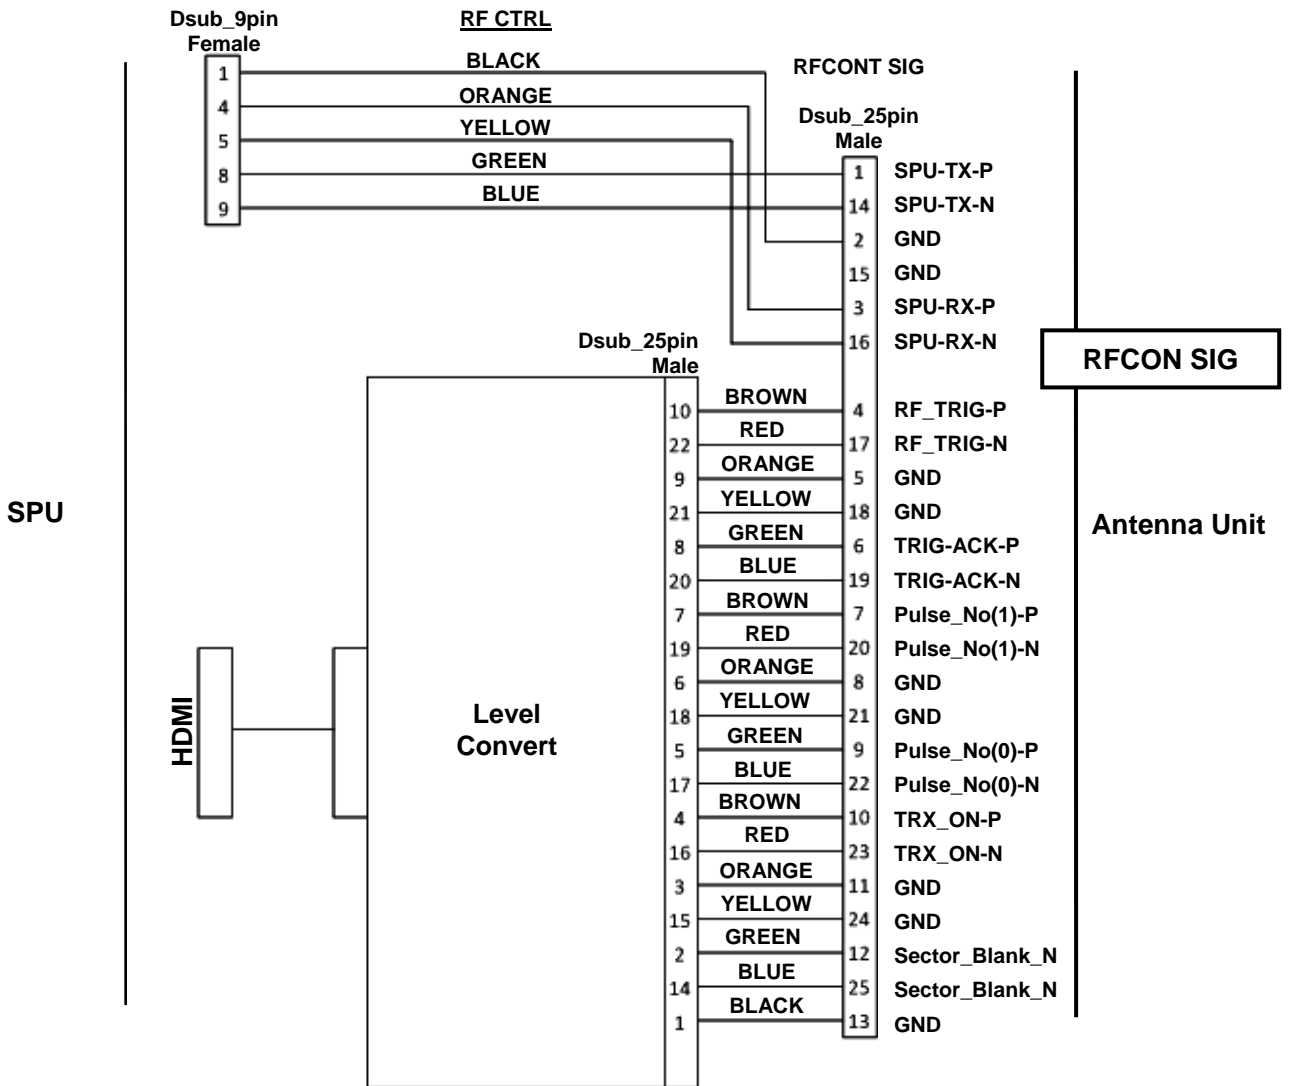 Dsub_9pin
Female
RF CTRL
1 BLACK
4 ORANGE
5 YELLOW
8 GREEN
9 BLUE
RFCONT SIG
Dsub_25pin
Male
1 SPU-TX-P
14 SPU-TX-N
2 GND
15 GND
3 SPU-RX-P
16 SPU-RX-N
RFCON SIG
Dsub_25pin
Male
10 BROWN 4 RF_TRIG-P
22 RED 17 RF_TRIG-N
9 ORANGE 5 GND
21 YELLOW 18 GND
8 GREEN 6 TRIG-ACK-P
20 BLUE 19 TRIG-ACK-N
7 BROWN 7 Pulse_No(1)-P
19 RED 20 Pulse_No(1)-N
6 ORANGE 8 GND
18 YELLOW 21 GND
5 GREEN 9 Pulse_No(0)-P
17 BLUE 22 Pulse_No(0)-N
4 BROWN 10 TRX_ON-P
16 RED 23 TRX_ON-N
3 ORANGE 11 GND
15 YELLOW 24 GND
2 GREEN 12 Sector_Blank_N
14 BLUE 25 Sector_Blank_N
1 BLACK 13 GND
SPU
Antenna Unit
HDMI
Level
Convert